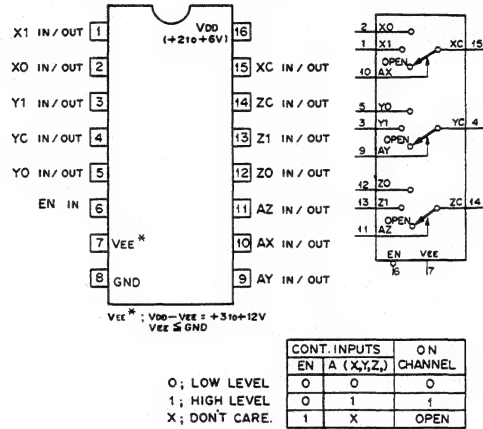 X1 IN/OUT 1
VDD 16
(+2 to +6V)
X0 IN/OUT 2
15 XC IN/OUT
Y1 IN/OUT 3
14 ZC IN/OUT
YC IN/OUT 4
13 Z1 IN/OUT
Y0 IN/OUT 5
12 Z0 IN/OUT
EN IN 6
11 AZ IN/OUT
7 VEE*
10 AX IN/OUT
8 GND
9 AY IN/OUT
VEE* ; VDD-VEE = +3 to +12V
VEE ≤ GND
2 X0
1 X1 XC 15
OPEN
10 AX
5 Y0
3 Y1 YC 4
OPEN
9 AY
12 Z0
13 Z1 ZC 14
OPEN
11 AZ
EN VEE
6 7
CONT. INPUTS ON
EN A (X,Y,Z,) CHANNEL
0; LOW LEVEL 0 0 0
1; HIGH LEVEL 0 1 1
X; DON'T CARE. 1 X OPEN